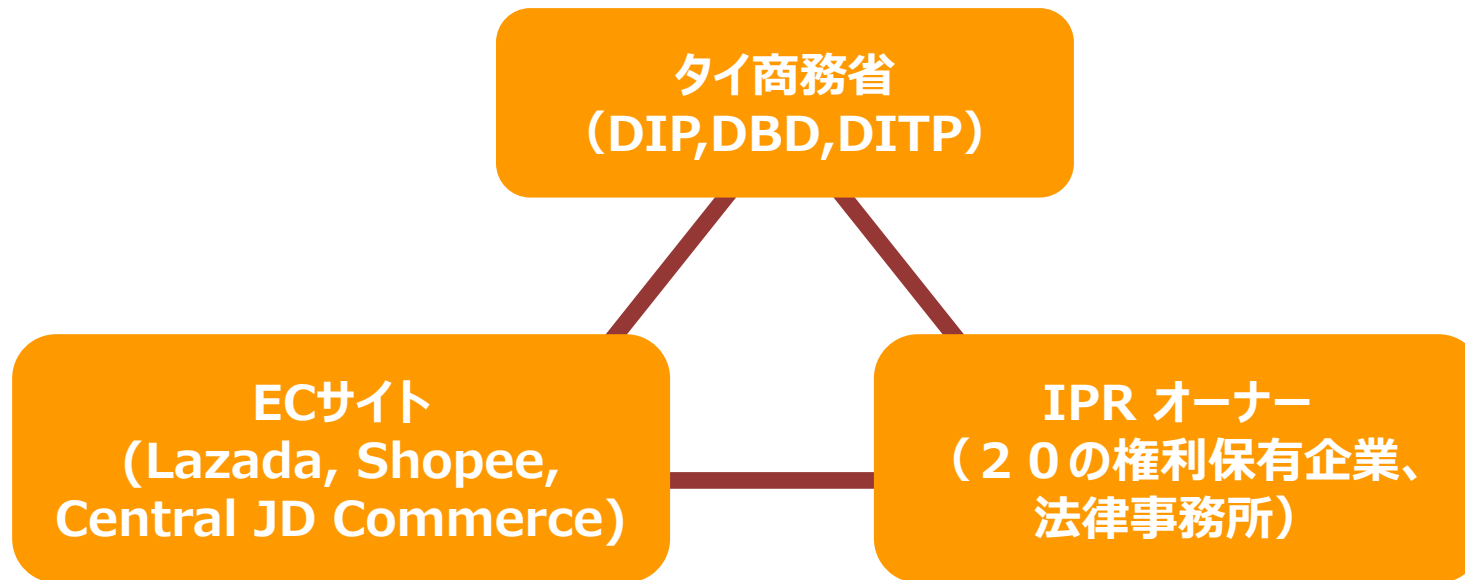 タイ商務省
（DIP,DBD,DITP）
ECサイト
(Lazada, Shopee,
Central JD Commerce)
IPR オーナー
（２０の権利保有企業、
法律事務所）